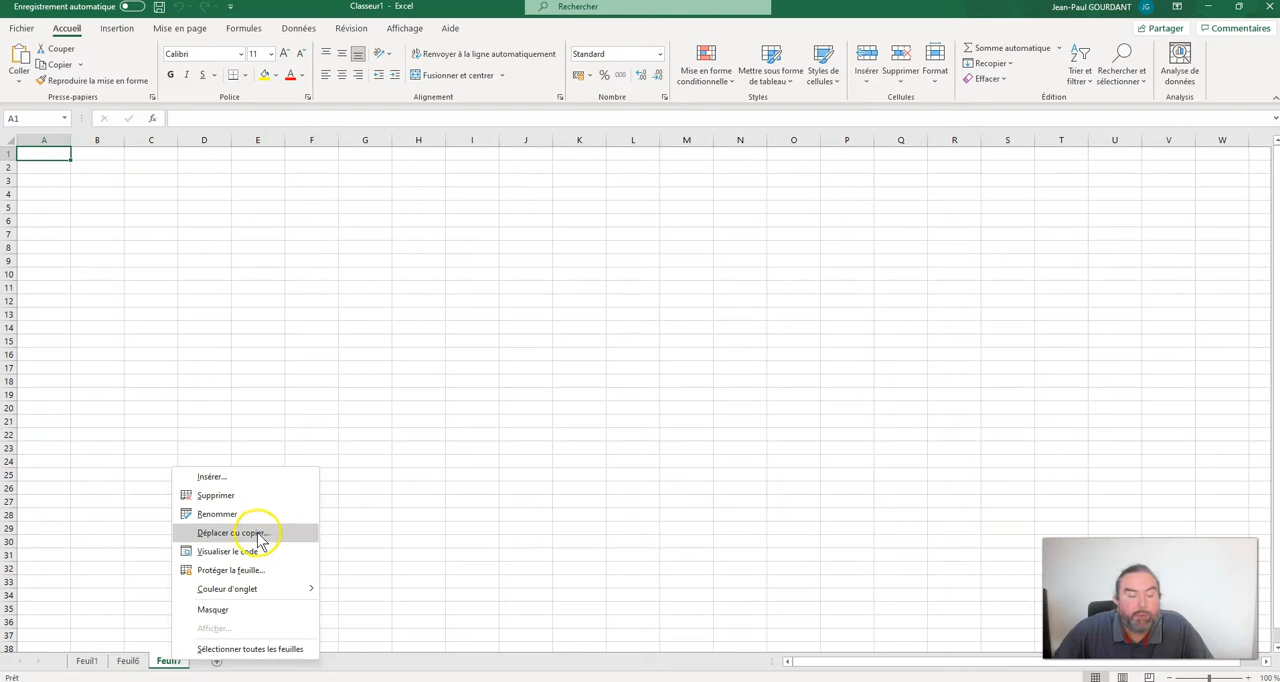 Enregistrement automatique
Classeur1 - Excel
Rechercher
Jean-Paul GOURDANT
JG
Fichier Accueil Insertion Mise en page Formules Données Révision Affichage Aide
Partager
Commentaires
Coller
Couper
Copier
Reproduire la mise en forme
Presse-papiers
Calibri
11
G I S
Police
Renvoyer à la ligne automatiquement
Fusionner et centrer
Alignement
Standard
% 000
Nombre
Mise en forme conditionnelle
Mettre sous forme de tableau
Styles de cellules
Styles
Insérer Supprimer Format
Cellules
Somme automatique
Recopier
Effacer
Trier et filtrer
Rechercher et sélectionner
Édition
Analyse de données
Analysis
A1
fx
A B C D E F G H I J K L M N O P Q R S T U V W
1
2
3
4
5
6
7
8
9
10
11
12
13
14
15
16
17
18
19
20
21
22
23
24
25
26
27
28
29
30
31
32
33
34
35
36
37
38
Insérer...
Supprimer
Renommer
Déplacer ou copier...
Visualiser le code
Protéger la feuille...
Couleur d'onglet
Masquer
Afficher...
Sélectionner toutes les feuilles
Feuil1 Feuil6 Feuil7
Prêt
100 %